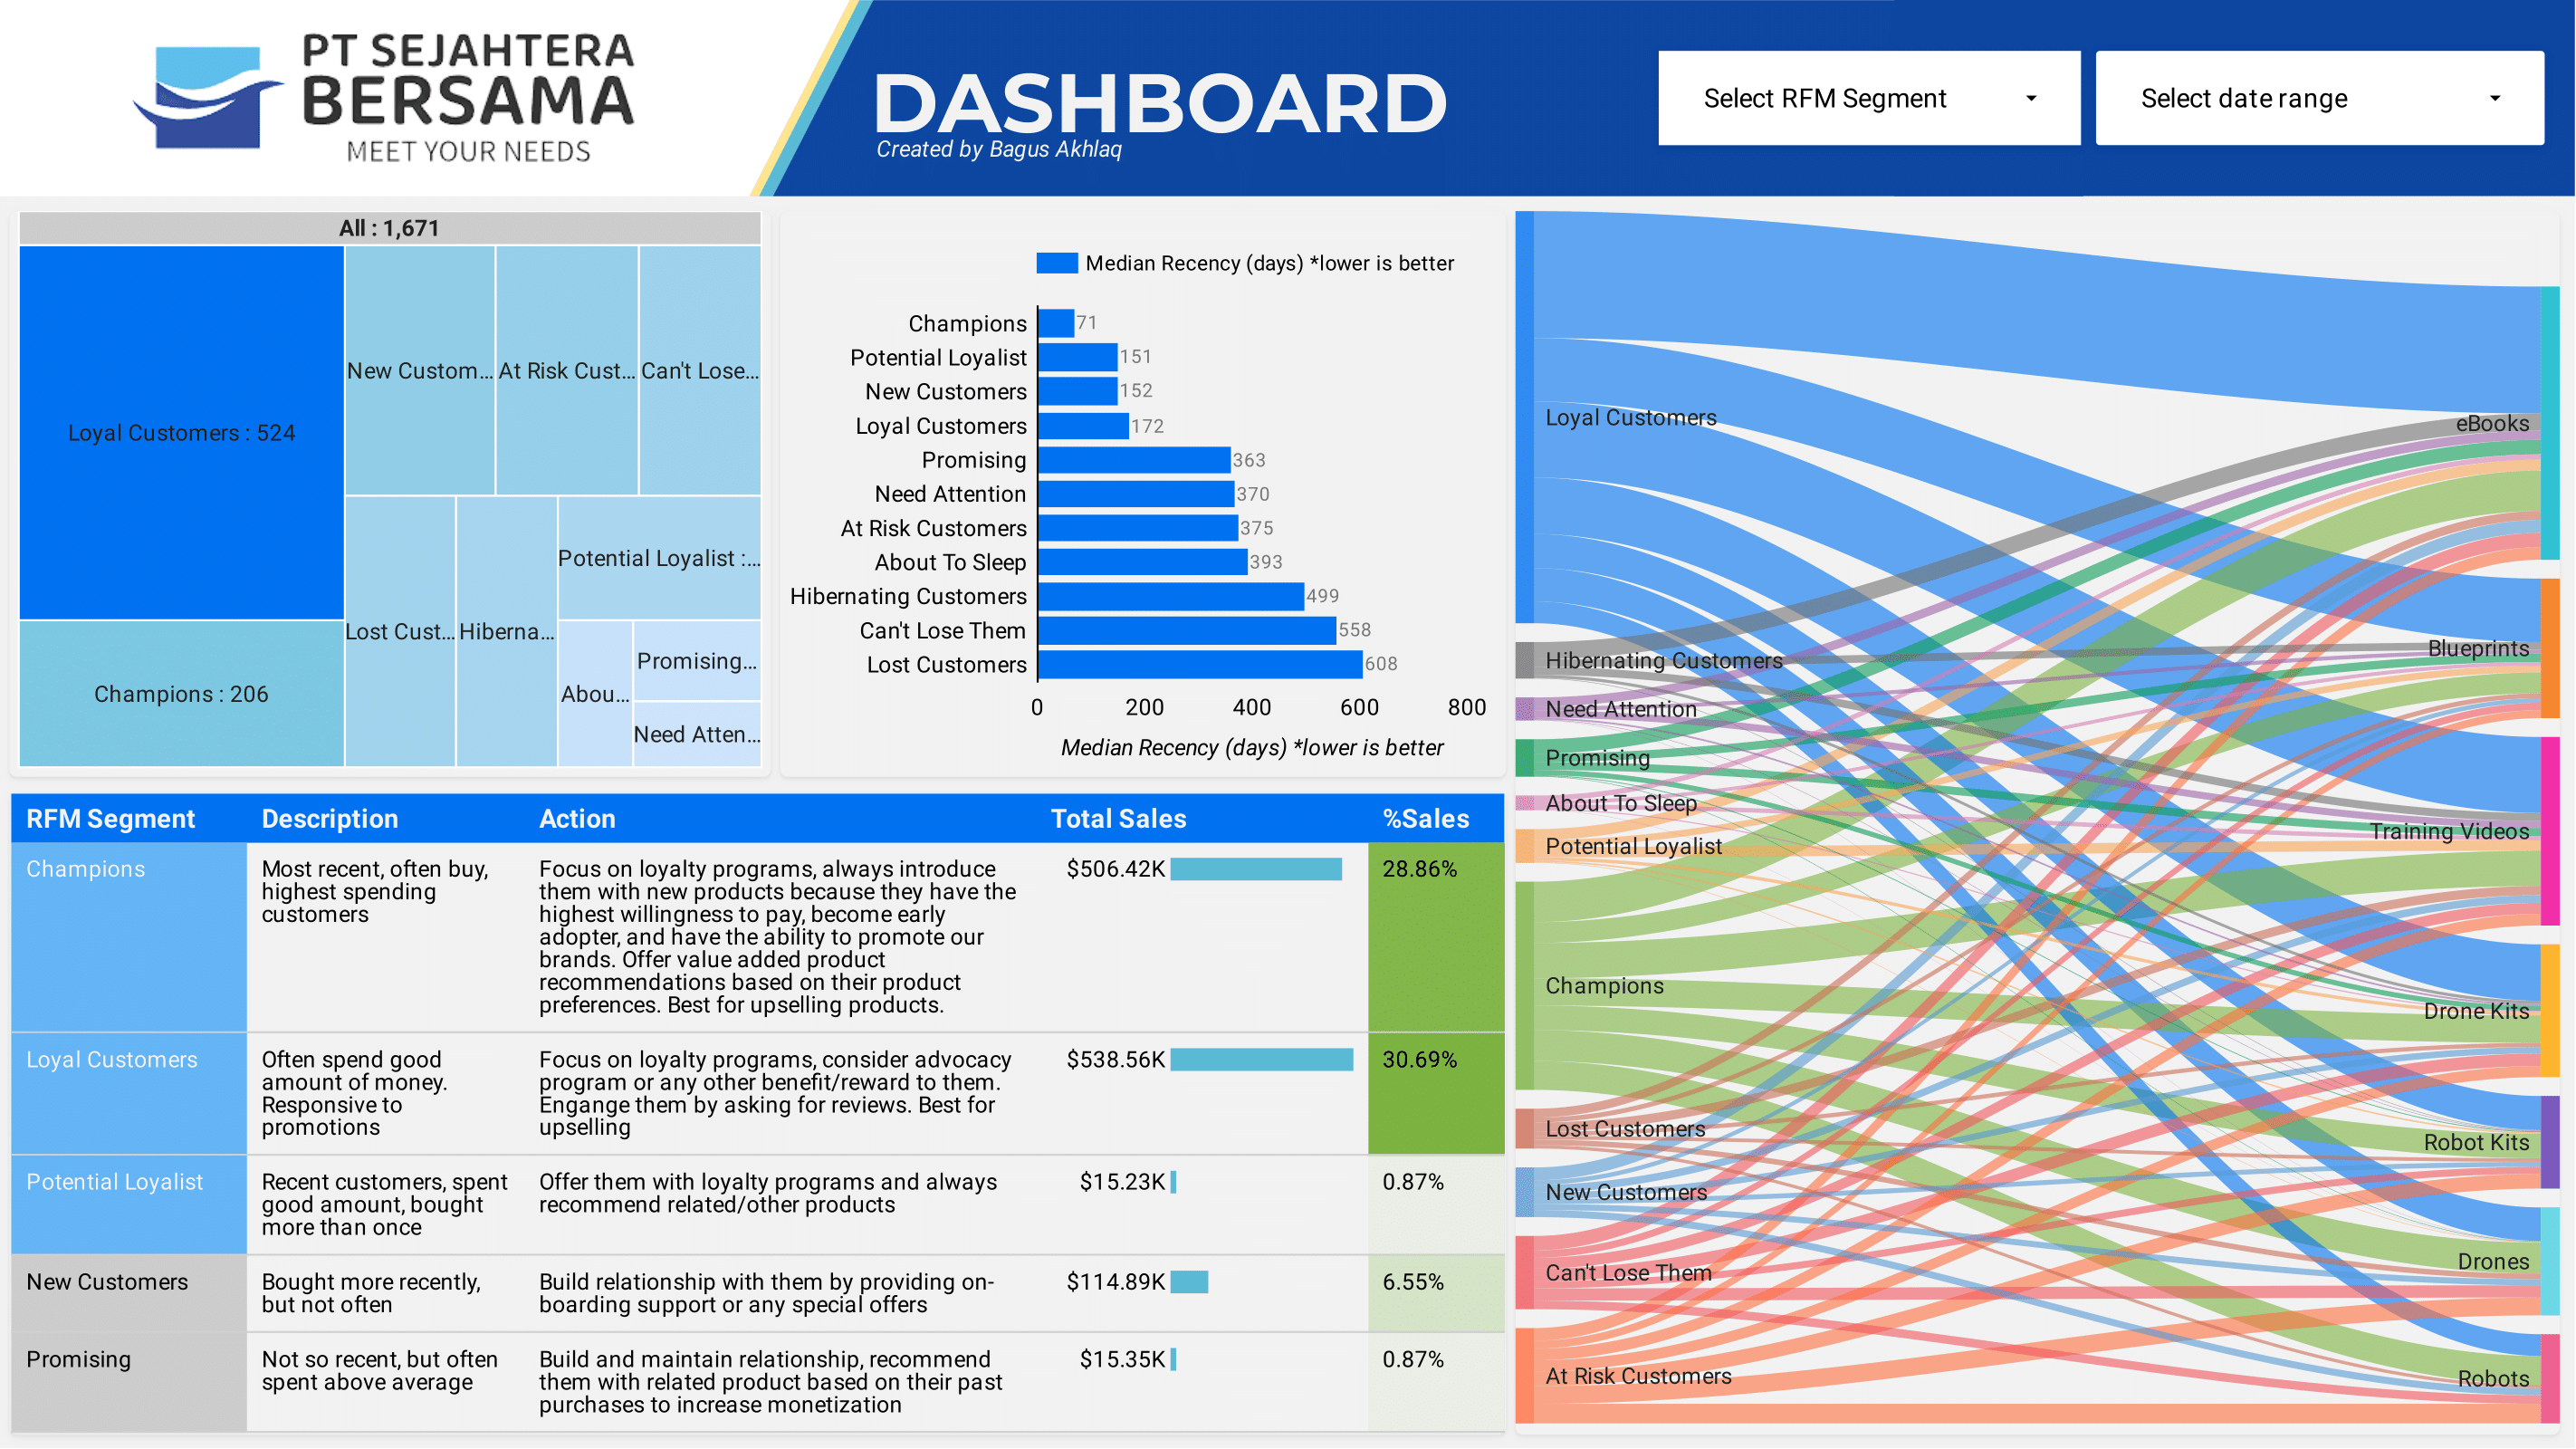 PT SEJAHTERA
BERSAMA
MEET YOUR NEEDS
DASHBOARD
Created by Bagus Akhlaq
Select RFM Segment
Select date range
All : 1,671
Loyal Customers : 524
New Custom...
At Risk Cust...
Can't Lose...
Champions : 206
Lost Cust...
Hiberna...
Potential Loyalist :...
Abou...
Promising...
Need Atten...
Median Recency (days) *lower is better
Champions 71
Potential Loyalist 151
New Customers 152
Loyal Customers 172
Promising 363
Need Attention 370
At Risk Customers 375
About To Sleep 393
Hibernating Customers 499
Can't Lose Them 558
Lost Customers 608
0 200 400 600 800
Median Recency (days) *lower is better
RFM Segment Description Action Total Sales %Sales
Champions
Most recent, often buy,
highest spending
customers
Focus on loyalty programs, always introduce
them with new products because they have the
highest willingness to pay, become early
adopter, and have the ability to promote our
brands. Offer value added product
recommendations based on their product
preferences. Best for upselling products.
$506.42K
28.86%
Loyal Customers
Often spend good
amount of money.
Responsive to
promotions
Focus on loyalty programs, consider advocacy
program or any other benefit/reward to them.
Engange them by asking for reviews. Best for
upselling
$538.56K
30.69%
Potential Loyalist
Recent customers, spent
good amount, bought
more than once
Offer them with loyalty programs and always
recommend related/other products
$15.23K
0.87%
New Customers
Bought more recently,
but not often
Build relationship with them by providing on-
boarding support or any special offers
$114.89K
6.55%
Promising
Not so recent, but often
spent above average
Build and maintain relationship, recommend
them with related product based on their past
purchases to increase monetization
$15.35K
0.87%
Loyal Customers
Hibernating Customers
Need Attention
Promising
About To Sleep
Potential Loyalist
Champions
Lost Customers
New Customers
Can't Lose Them
At Risk Customers
eBooks
Blueprints
Training Videos
Drone Kits
Robot Kits
Drones
Robots